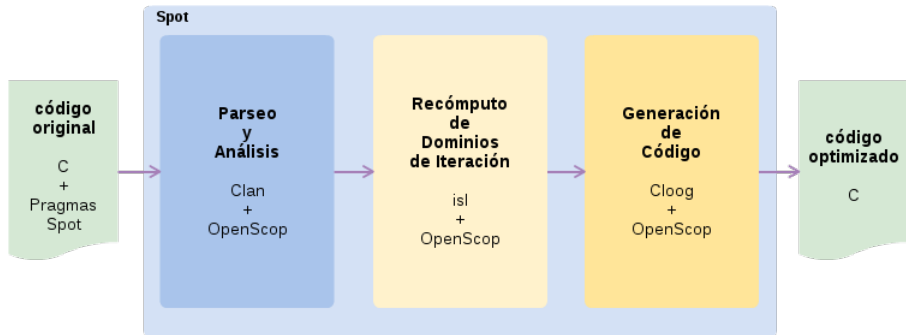 Spot
código
original
C
+
Pragmas
Spot
Parseo
y
Análisis
Clan
+
OpenScop
Recómputo
de
Dominios
de Iteración
isl
+
OpenScop
Generación
de
Código
Cloog
+
OpenScop
código
optimizado
C